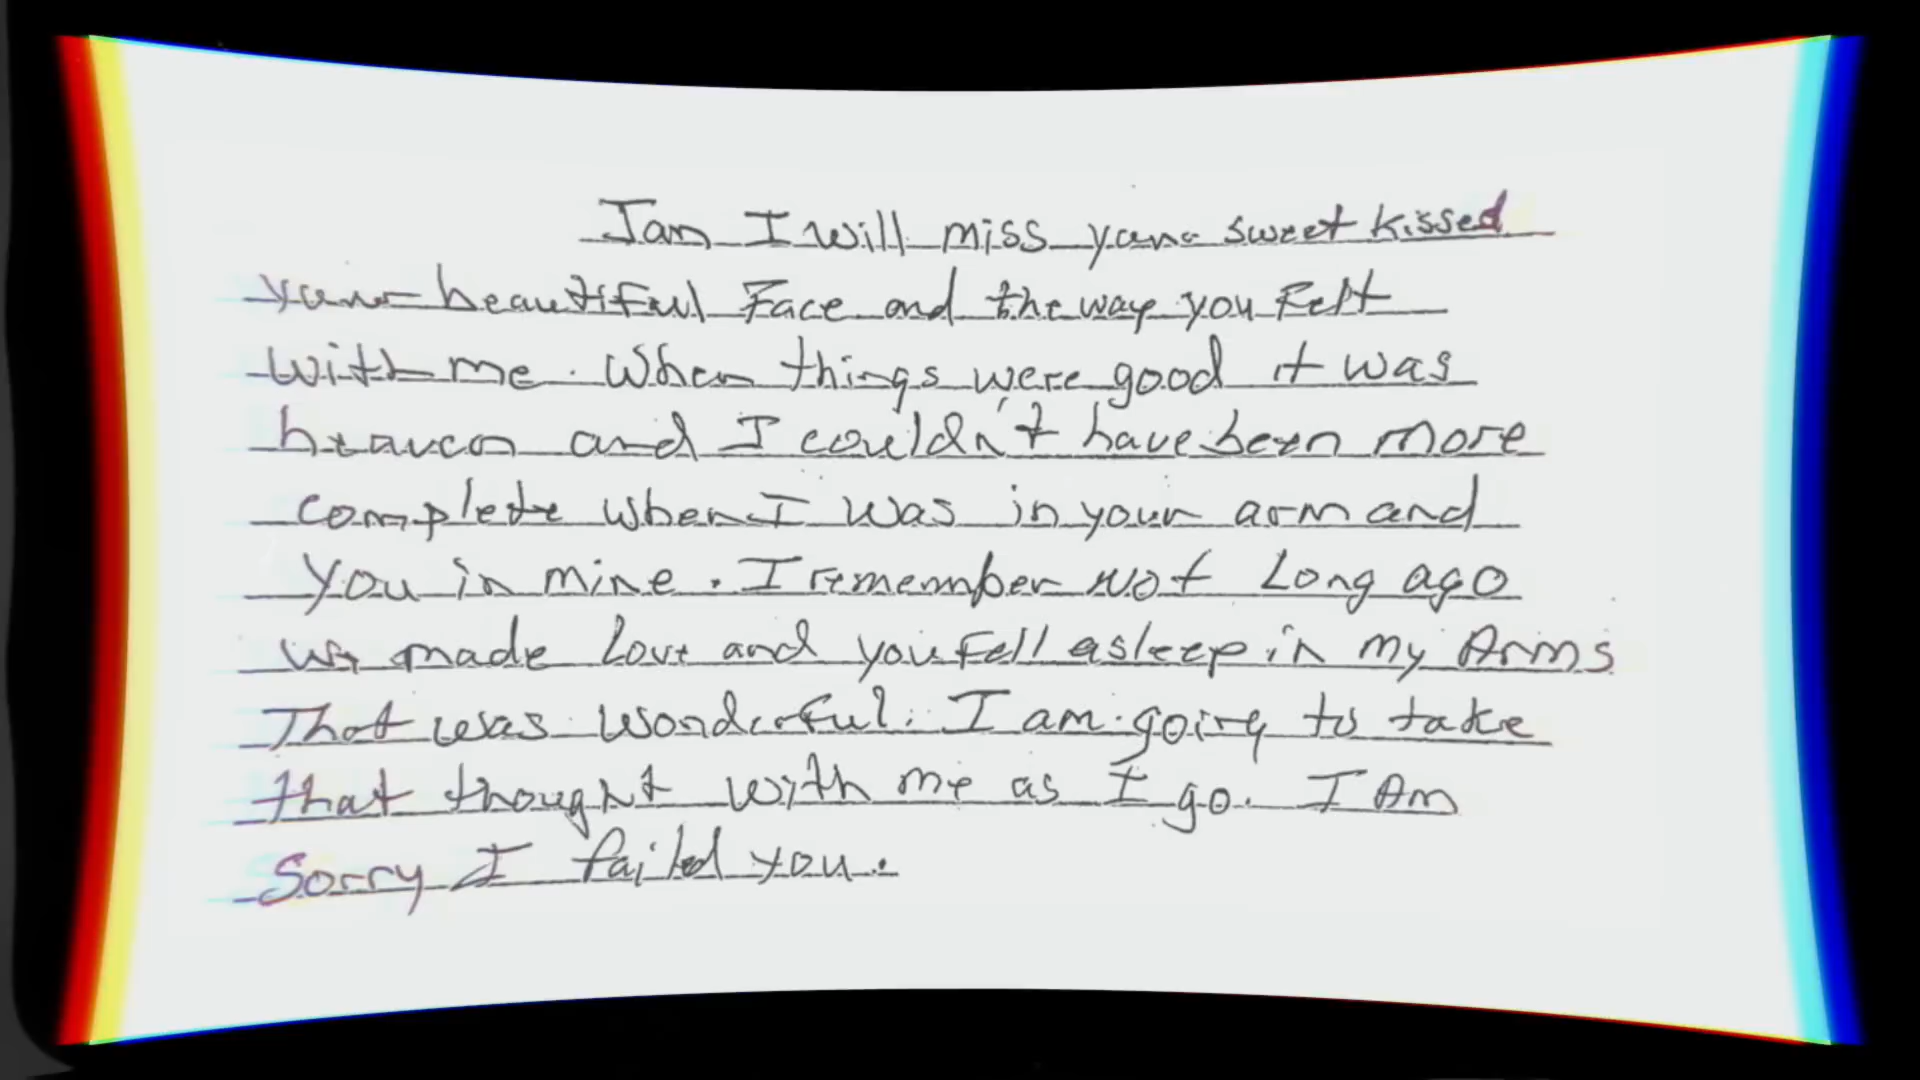 Jan I will miss your sweet kissed
your beautiful Face and the way you Felt
with me. When things were good it was
heaven and I couldn't have been more
complete when I was in your arm and
you in mine. I remember not Long ago
we made Love and you Fell asleep in my Arms
That was wonderful. I am going to take
that thought with me as I go. I Am
Sorry I failed you.